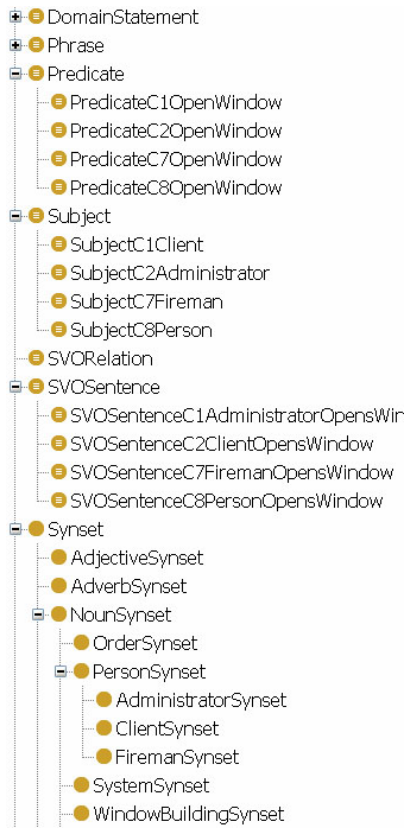 DomainStatement
Phrase
Predicate
PredicateC1OpenWindow
PredicateC2OpenWindow
PredicateC7OpenWindow
PredicateC8OpenWindow
Subject
SubjectC1Client
SubjectC2Administrator
SubjectC7Fireman
SubjectC8Person
SVORelation
SVOSentence
SVOSentenceC1AdministratorOpensWin
SVOSentenceC2ClientOpensWindow
SVOSentenceC7FiremanOpensWindow
SVOSentenceC8PersonOpensWindow
Synset
AdjectiveSynset
AdverbSynset
NounSynset
OrderSynset
PersonSynset
AdministratorSynset
ClientSynset
FiremanSynset
SystemSynset
WindowBuildingSynset